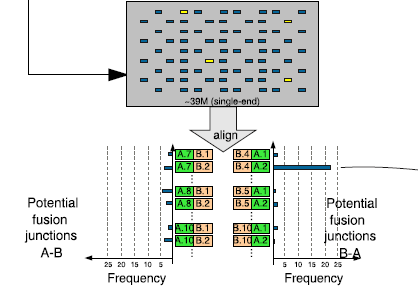 ~39M (single-end)
align
A.7 B.1 B.4 A.1
A.7 B.2 B.4 A.2
A.8 B.1 B.5 A.1
A.8 B.2 B.5 A.2
A.10 B.1 B.10 A.1
A.10 B.2 B.10 A.2
Potential
fusion
junctions
A-B
Potential
fusion
junctions
B-A
25 20 15 10 5
5 10 15 20 25
Frequency
Frequency